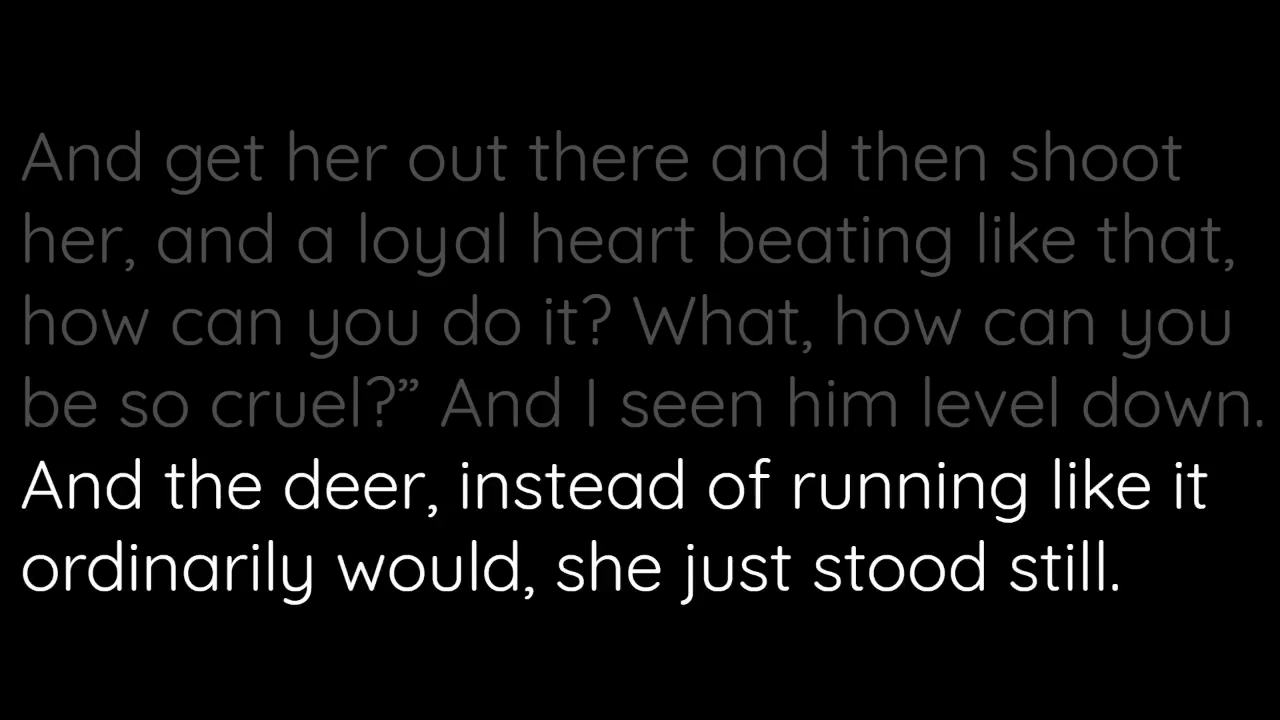 And get her out there and then shoot
her, and a loyal heart beating like that,
how can you do it? What, how can you
be so cruel?” And I seen him level down.
And the deer, instead of running like it
ordinarily would, she just stood still.